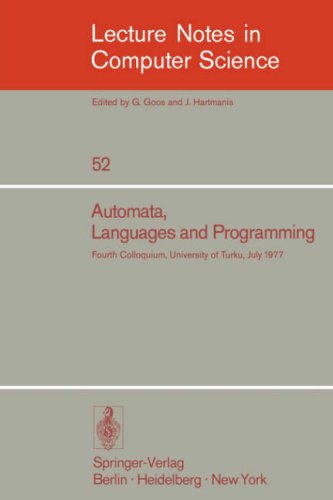 Lecture Notes in
Computer Science
Edited by G. Goos and J. Hartmanis
52
Automata,
Languages and Programming
Fourth Colloquium, University of Turku, July 1977
Springer-Verlag
Berlin · Heidelberg · New York